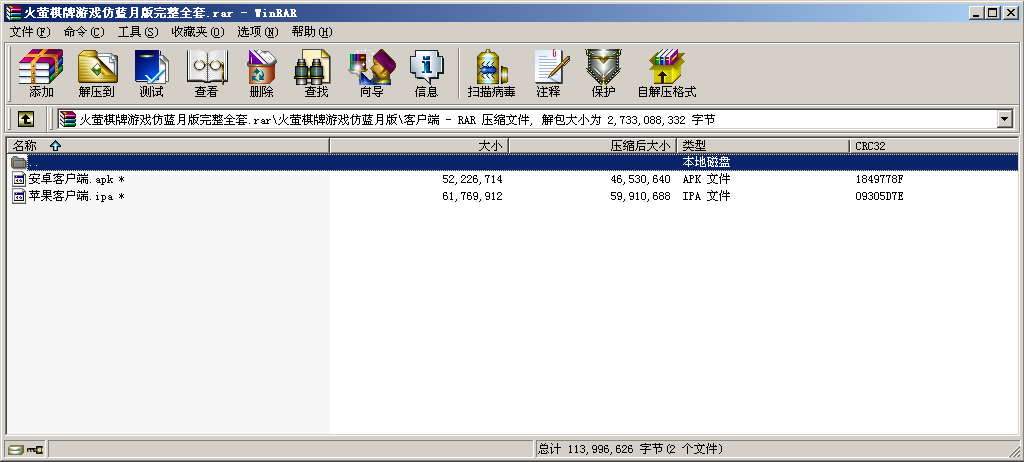 火萤棋牌游戏仿蓝月版完整全套.rar - WinRAR
文件(F) 命令(C) 工具(S) 收藏夹(O) 选项(N) 帮助(H)
添加 解压到 测试 查看 删除 查找 向导 信息 扫描病毒 注释 保护 自解压格式
火萤棋牌游戏仿蓝月版完整全套.rar\火萤棋牌游戏仿蓝月版\客户端 - RAR 压缩文件, 解包大小为 2,733,088,332 字节
名称 大小 压缩后大小 类型 CRC32
.. 本地磁盘
安卓客户端.apk * 52,226,714 46,530,640 APK 文件 1849778F
苹果客户端.ipa * 61,769,912 59,910,688 IPA 文件 09305D7E
总计 113,996,626 字节(2 个文件)